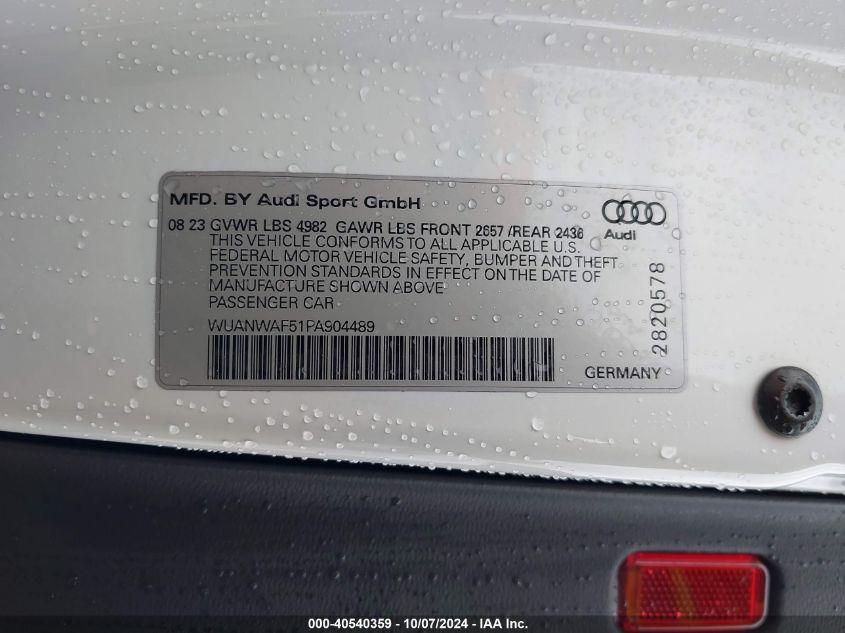 MFD. BY Audi Sport GmbH
08 23 GVWR LBS 4982 GAWR LBS FRONT 2657 /REAR 2436
THIS VEHICLE CONFORMS TO ALL APPLICABLE U.S.
FEDERAL MOTOR VEHICLE SAFETY, BUMPER AND THEFT
PREVENTION STANDARDS IN EFFECT ON THE DATE OF
MANUFACTURE SHOWN ABOVE
PASSENGER CAR
WUANWAF51PA904489
Audi
2820578
GERMANY
000-40540359 - 10/07/2024 - IAA Inc.